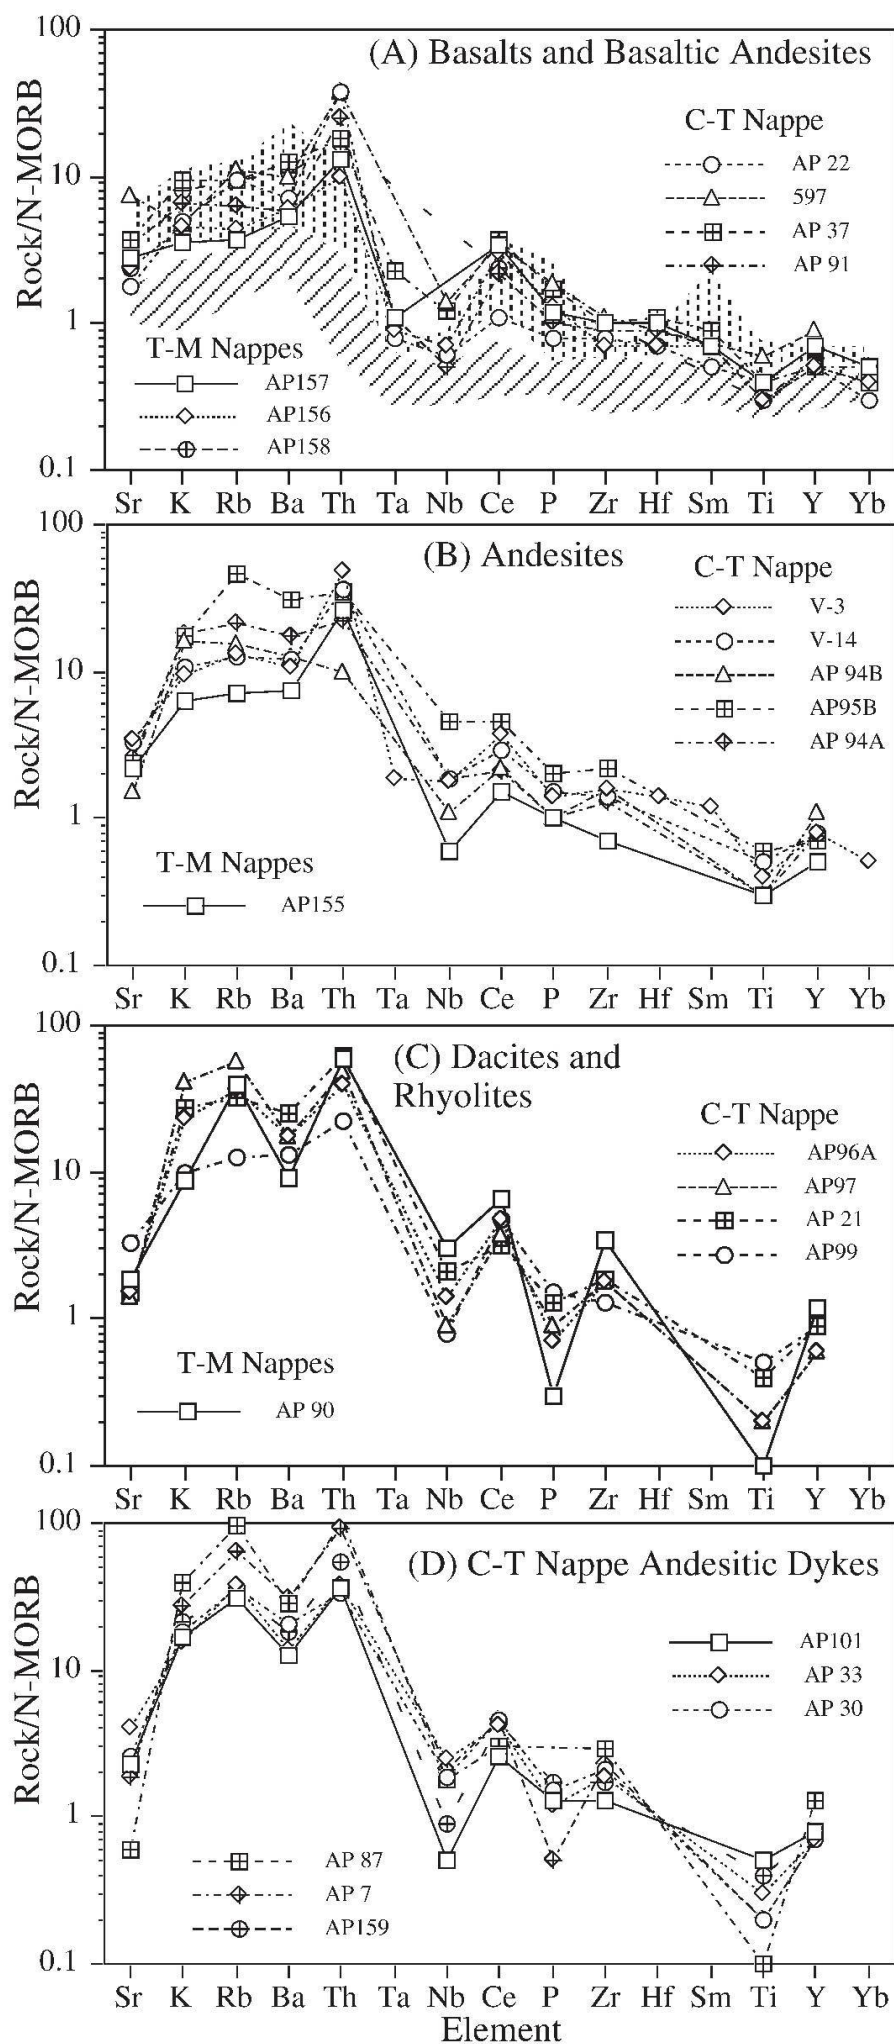 100
(A) Basalts and Basaltic Andesites
C-T Nappe
10
AP 22
597
AP 37
AP 91
Rock/N-MORB
1
T-M Nappes
AP157
AP156
AP158
0.1
Sr K Rb Ba Th Ta Nb Ce P Zr Hf Sm Ti Y Yb
100
(B) Andesites
C-T Nappe
V-3
V-14
AP 94B
AP95B
AP 94A
10
Rock/N-MORB
1
T-M Nappes
AP155
0.1
Sr K Rb Ba Th Ta Nb Ce P Zr Hf Sm Ti Y Yb
100
(C) Dacites and
Rhyolites
C-T Nappe
AP96A
AP97
AP 21
AP99
10
Rock/N-MORB
1
T-M Nappes
AP 90
0.1
Sr K Rb Ba Th Ta Nb Ce P Zr Hf Sm Ti Y Yb
100
(D) C-T Nappe Andesitic Dykes
AP101
AP 33
AP 30
10
Rock/N-MORB
1
AP 87
AP 7
AP159
0.1
Sr K Rb Ba Th Ta Nb Ce P Zr Hf Sm Ti Y Yb
Element